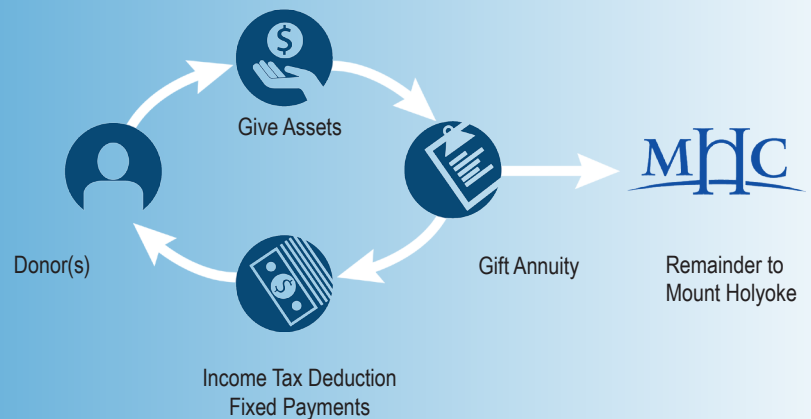 $
Give Assets
MHC
Donor(s)
Gift Annuity
Remainder to
Mount Holyoke
$
Income Tax Deduction
Fixed Payments